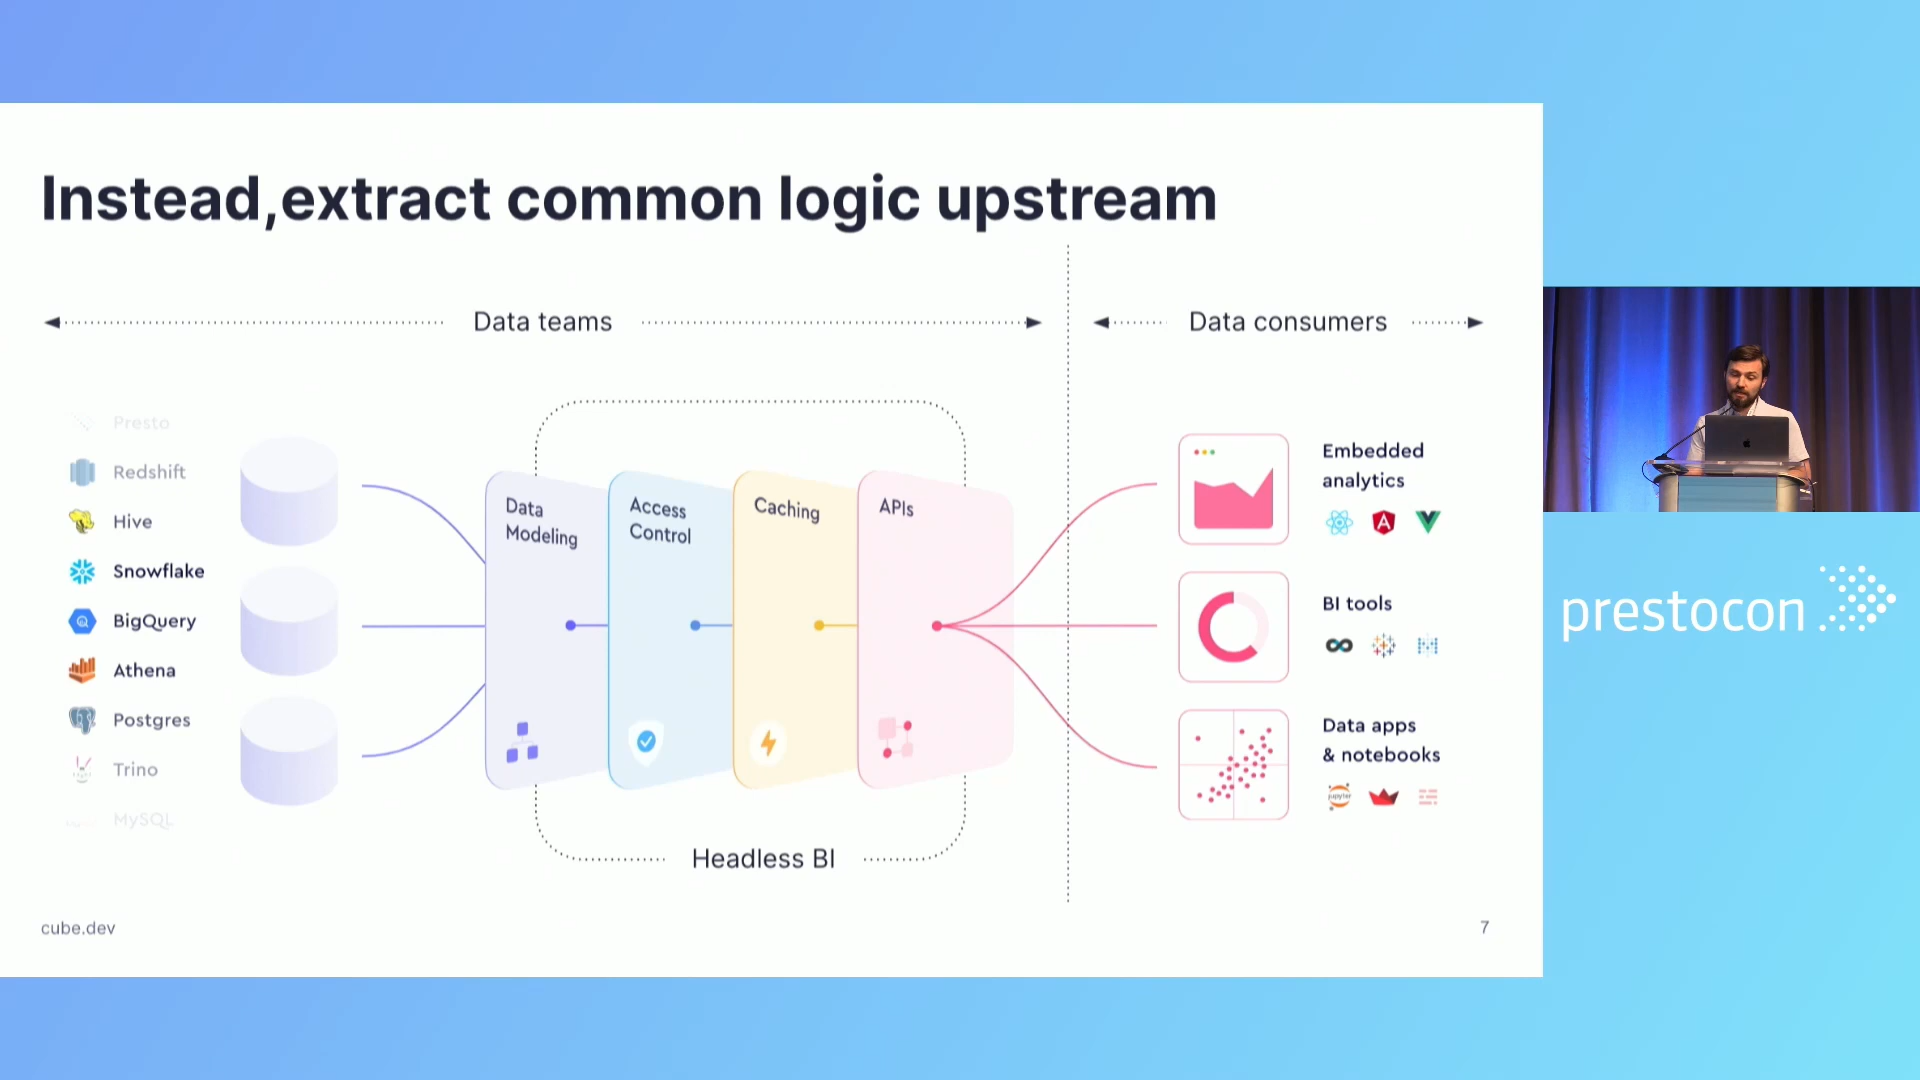 Instead,extract common logic upstream
Data teams
Data consumers
Presto
Redshift
Hive
Snowflake
BigQuery
Athena
Postgres
Trino
MySQL
Data
Modeling
Access
Control
Caching
APIs
Headless BI
Embedded
analytics
BI tools
Data apps
& notebooks
jupyter
cube.dev
7
prestocon